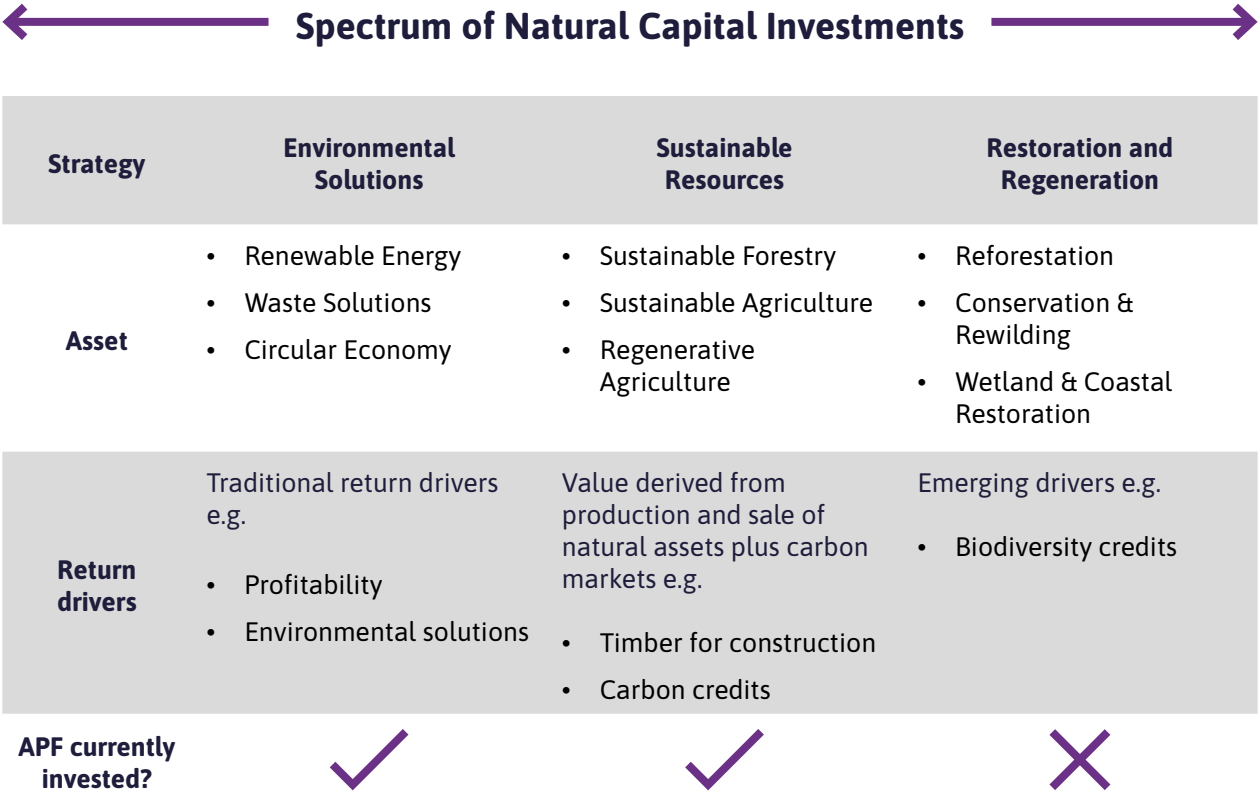 Spectrum of Natural Capital Investments
Strategy
Environmental
Solutions
Sustainable
Resources
Restoration and
Regeneration
Asset
• Renewable Energy
• Waste Solutions
• Circular Economy
• Sustainable Forestry
• Sustainable Agriculture
• Regenerative
Agriculture
• Reforestation
• Conservation &
Rewilding
• Wetland & Coastal
Restoration
Return
drivers
Traditional return drivers
e.g.
• Profitability
• Environmental solutions
Value derived from
production and sale of
natural assets plus carbon
markets e.g.
• Timber for construction
• Carbon credits
Emerging drivers e.g.
• Biodiversity credits
APF currently
invested?